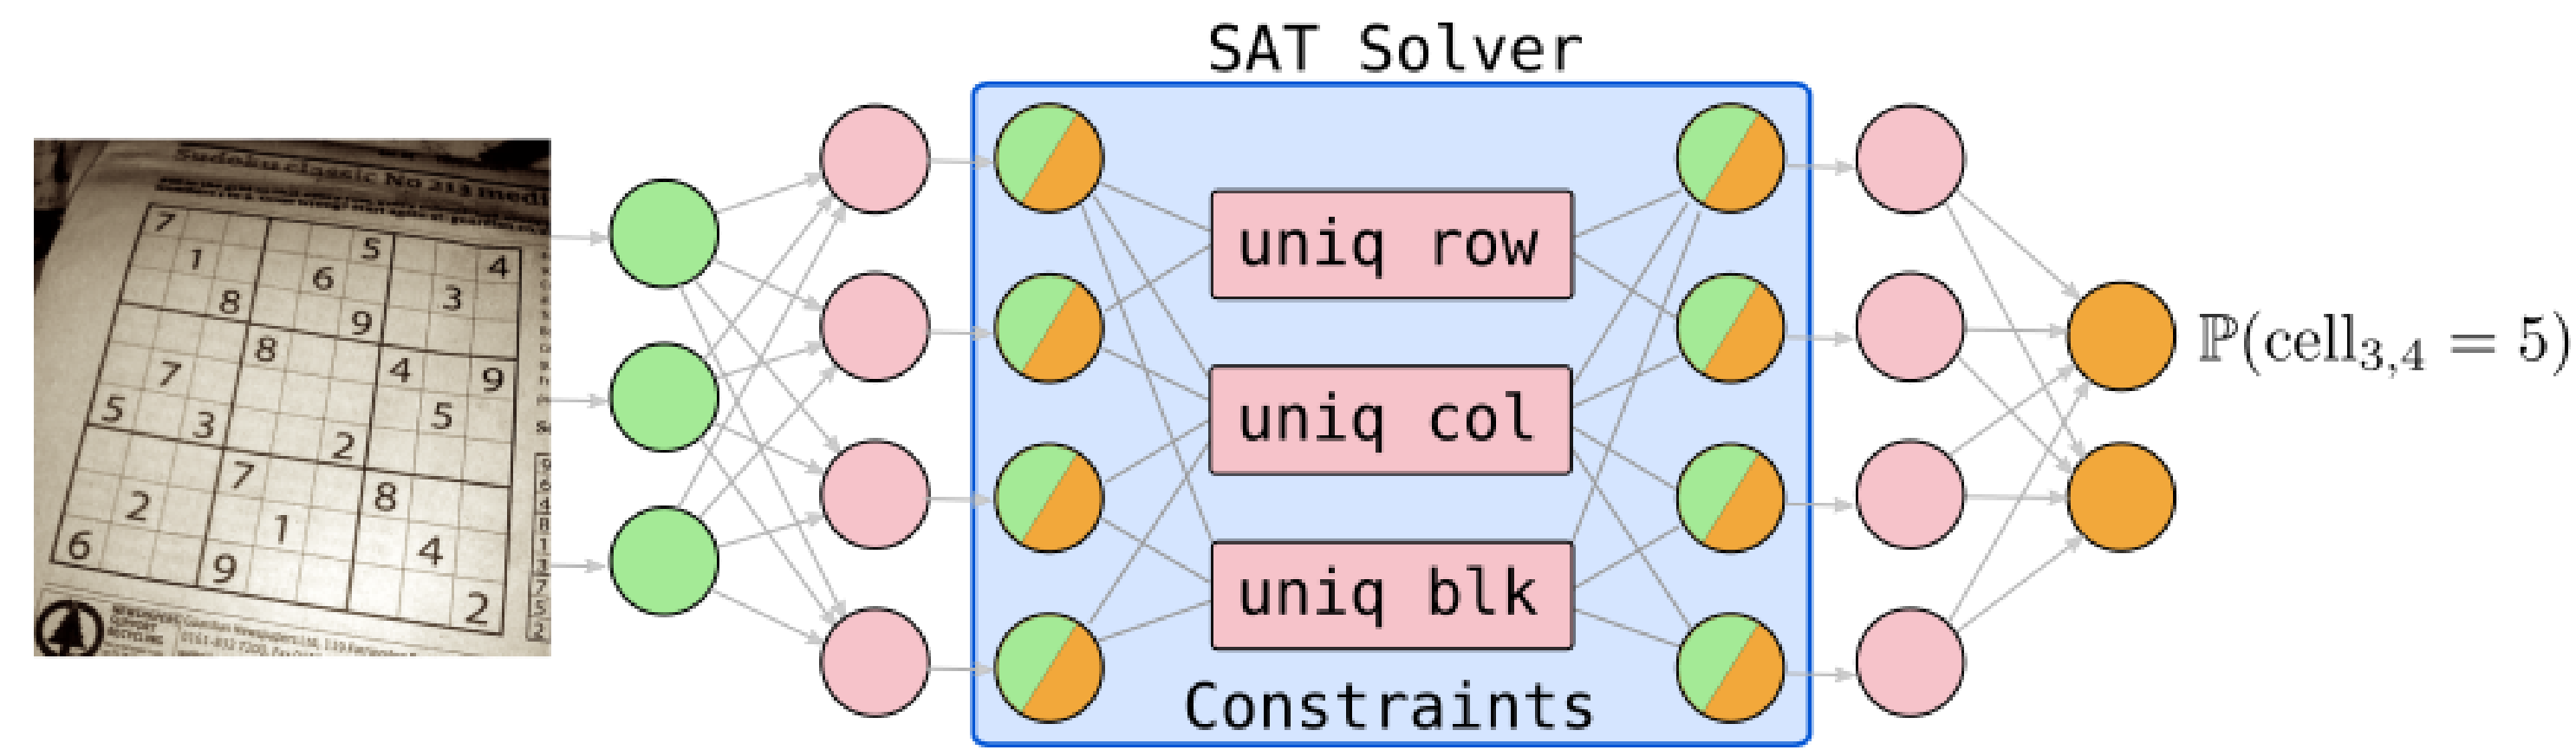 SAT Solver
Sudoku classic No 213 medi
7 5 4
1 6 3
8 9
8 4 9
7 5
5 3 2
7 8
2 1 4
6 9 2
uniq row
uniq col
uniq blk
Constraints
ℙ(cell₃,₄ = 5)